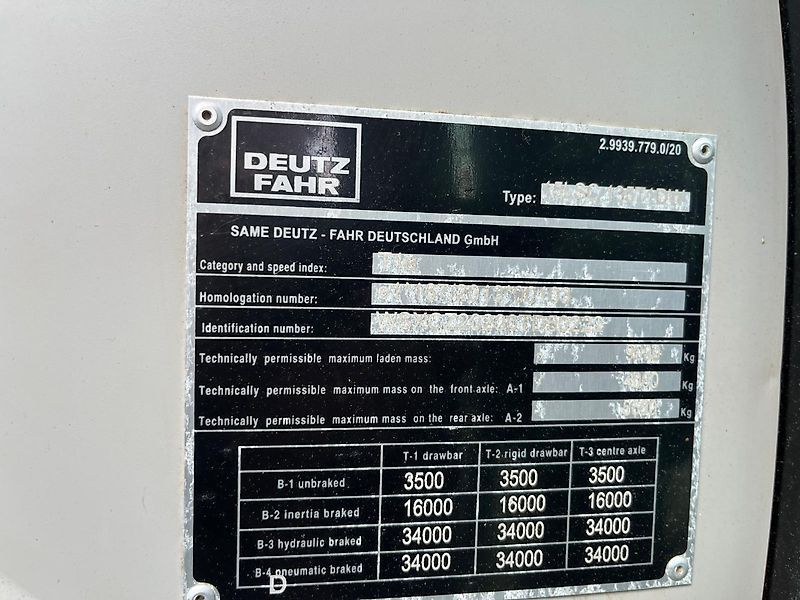 2.9939.779.0/20
DEUTZ
FAHR
Type:
SAME DEUTZ - FAHR DEUTSCHLAND GmbH
Category and speed index:
Homologation number:
Identification number:
Technically permissible maximum laden mass: Kg
Technically permissible maximum mass on the front axle: A-1 Kg
Technically permissible maximum mass on the rear axle: A-2 Kg
T-1 drawbar T-2 rigid drawbar T-3 centre axle
B-1 unbraked 3500 3500 3500
B-2 inertia braked 16000 16000 16000
B-3 hydraulic braked 34000 34000 34000
B-4 pneumatic braked 34000 34000 34000
D